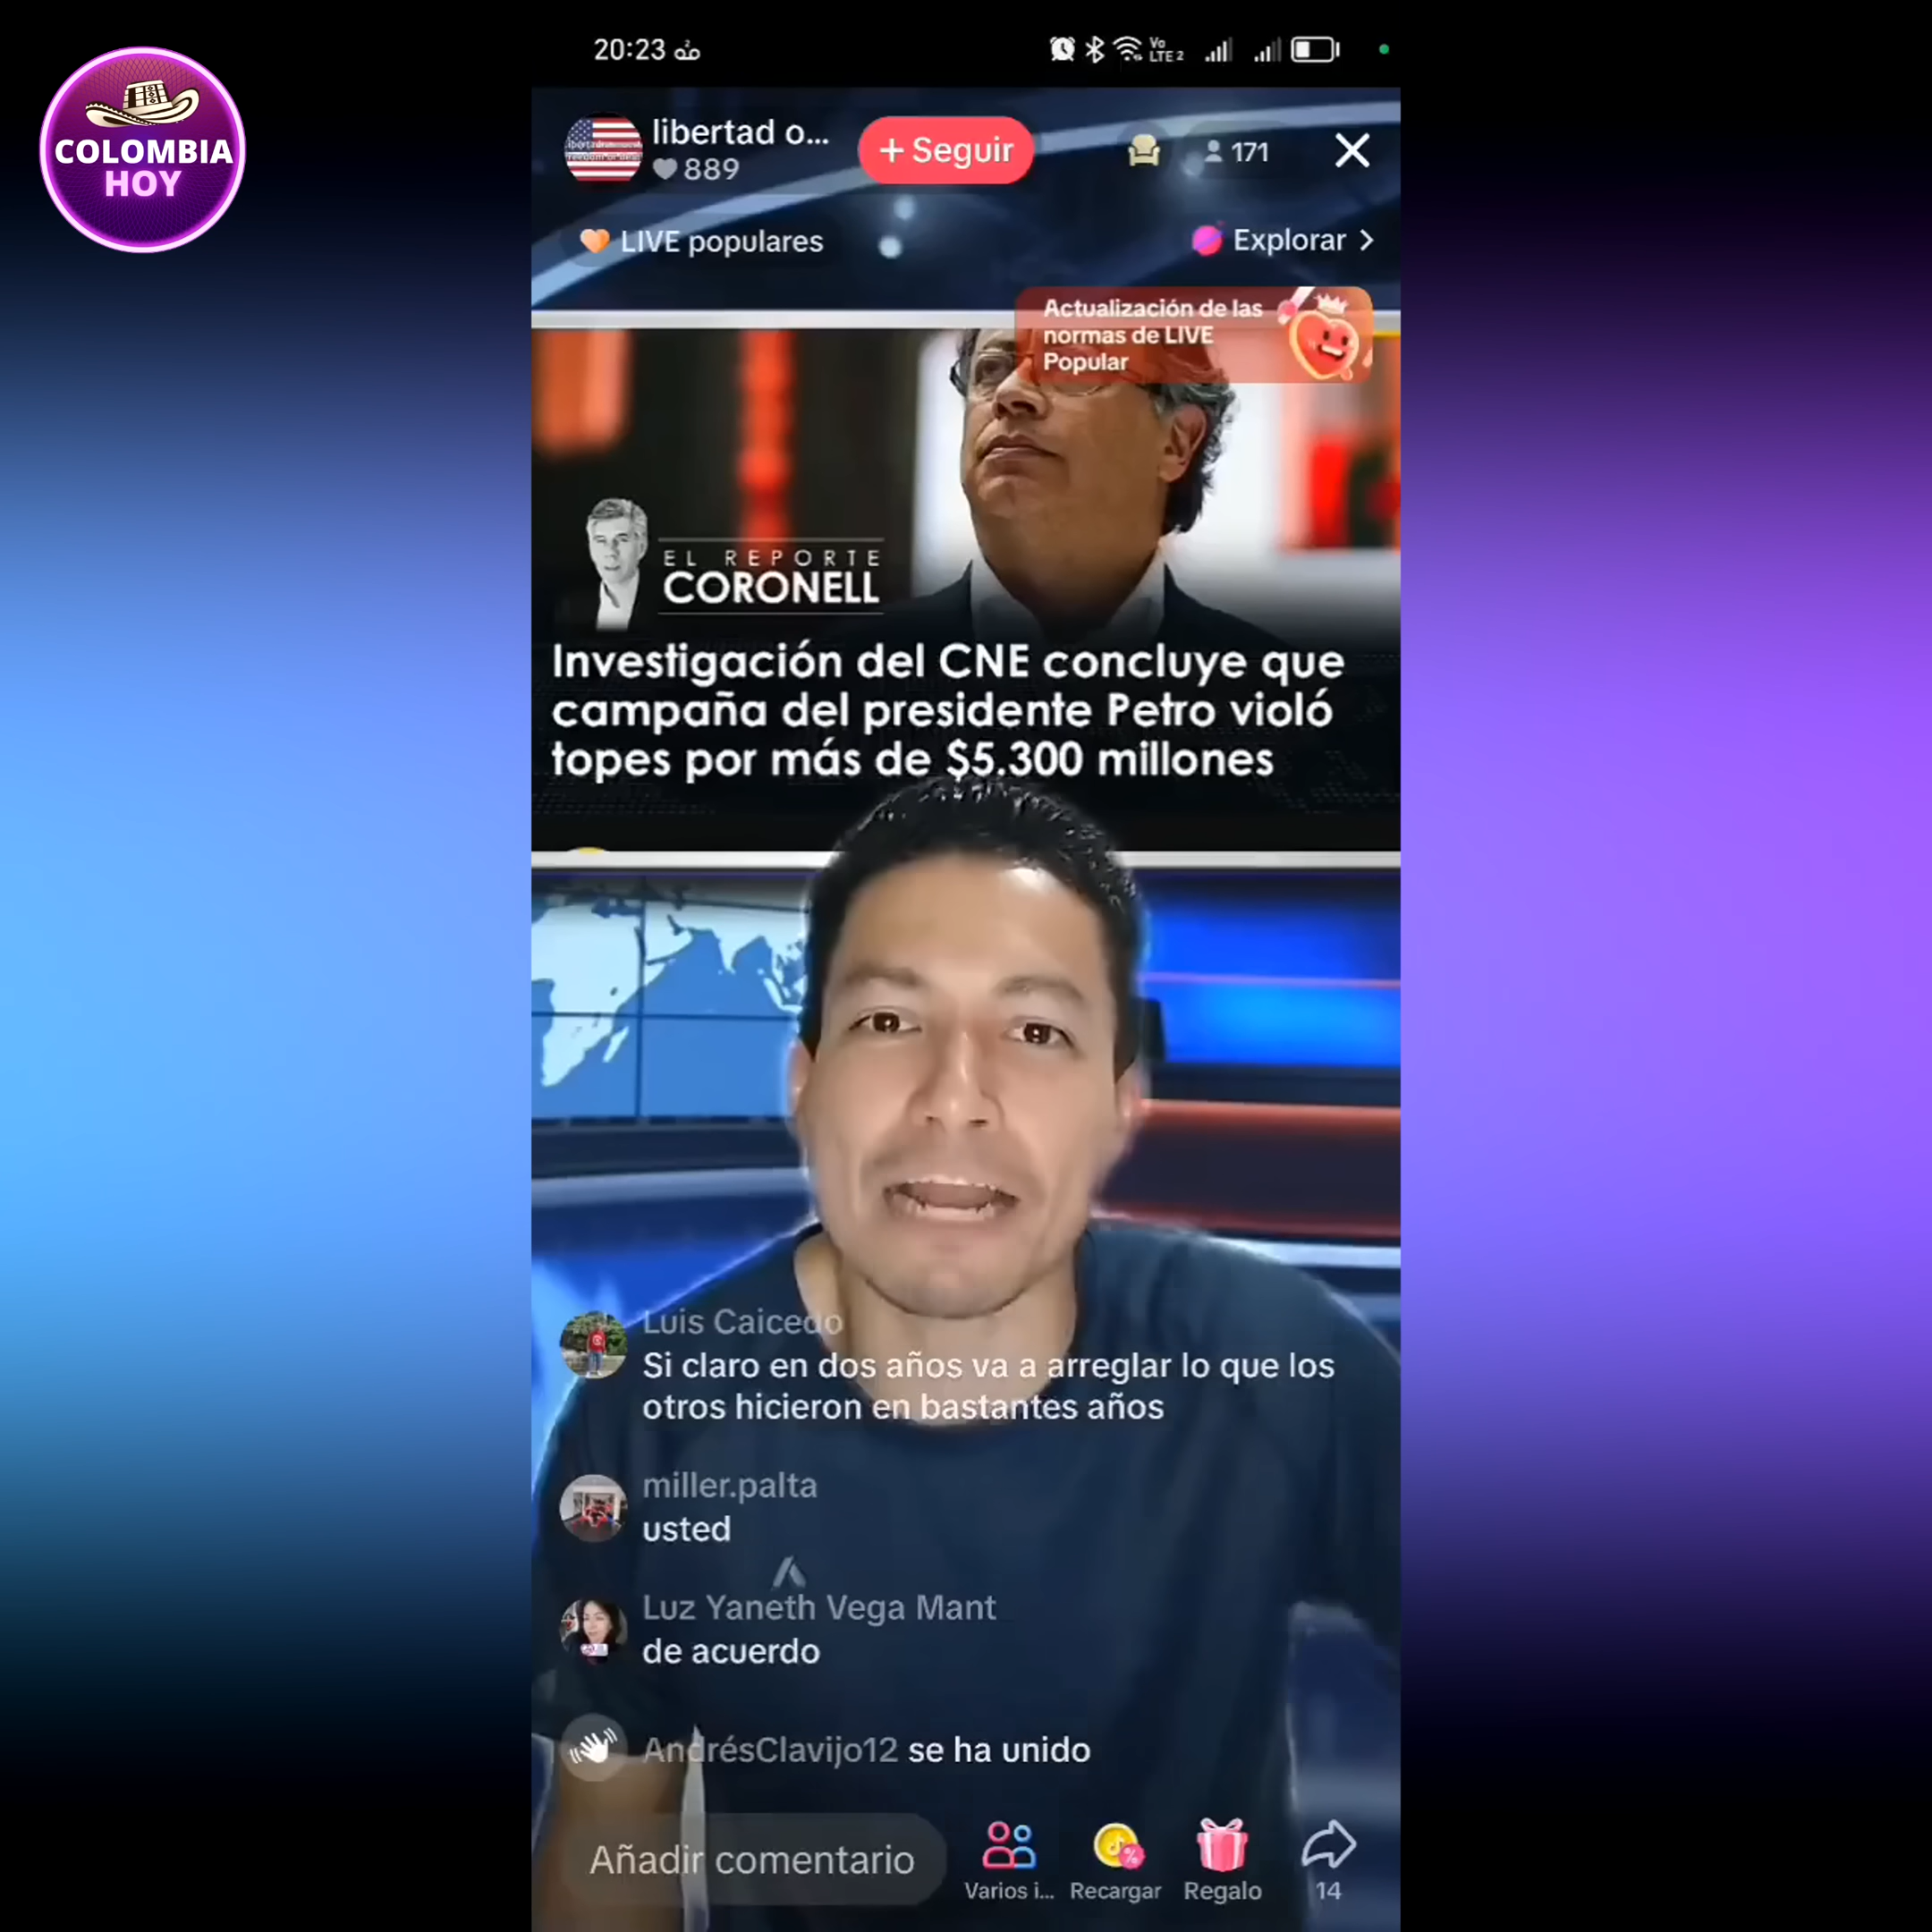 COLOMBIA
HOY
20:23
Vo
LTE 2
libertad o...
889
+ Seguir
171
LIVE populares
Explorar >
Actualización de las
normas de LIVE
Popular
EL REPORTE
CORONELL
Investigación del CNE concluye que
campaña del presidente Petro violó
topes por más de $5.300 millones
Luis Caicedo
Si claro en dos años va a arreglar lo que los
otros hicieron en bastantes años
miller.palta
usted
Luz Yaneth Vega Mant
de acuerdo
AndrésClavijo12 se ha unido
Añadir comentario
Varios i...
Recargar
Regalo
14